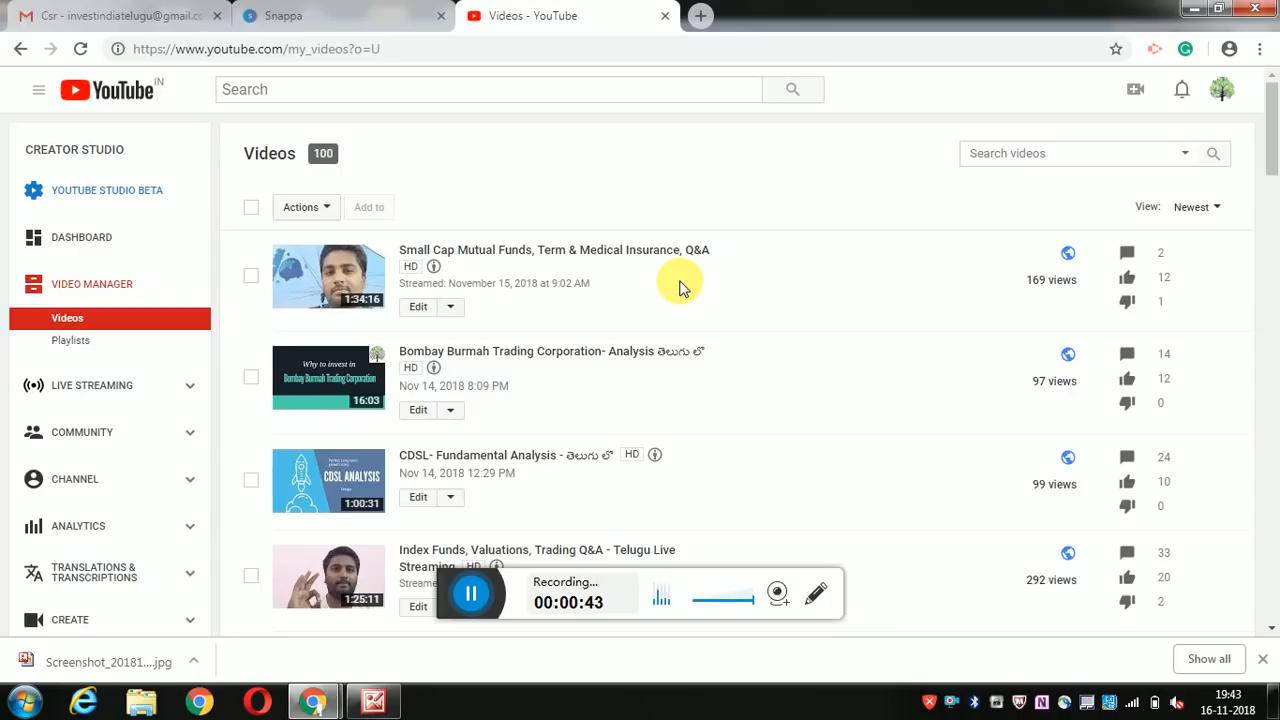 Csr - investindiatelugu@gmail.co
Snappa
Videos - YouTube
https://www.youtube.com/my_videos?o=U
YouTube IN
Search
CREATOR STUDIO
Videos 100
Search videos
YOUTUBE STUDIO BETA
Actions
Add to
View: Newest
DASHBOARD
Small Cap Mutual Funds, Term & Medical Insurance, Q&A
2
HD
VIDEO MANAGER
Streamed: November 15, 2018 at 9:02 AM
169 views
12
1:34:16
Edit
1
Videos
Playlists
Bombay Burmah Trading Corporation- Analysis తెలుగు లో
14
Why to invest in
HD
Bombay Burmah Trading Corporation
LIVE STREAMING
Nov 14, 2018 8:09 PM
97 views
12
16:03
Edit
0
COMMUNITY
CDSL- Fundamental Analysis - తెలుగు లో HD
24
CHANNEL
CDSL ANALYSIS
Nov 14, 2018 12:29 PM
99 views
10
1:00:31
Edit
0
ANALYTICS
Index Funds, Valuations, Trading Q&A - Telugu Live
Streaming HD
33
TRANSLATIONS &
TRANSCRIPTIONS
Streame
292 views
20
1:25:11
Edit
2
Recording...
00:00:43
CREATE
Screenshot_20181....jpg
Show all
19:43
16-11-2018